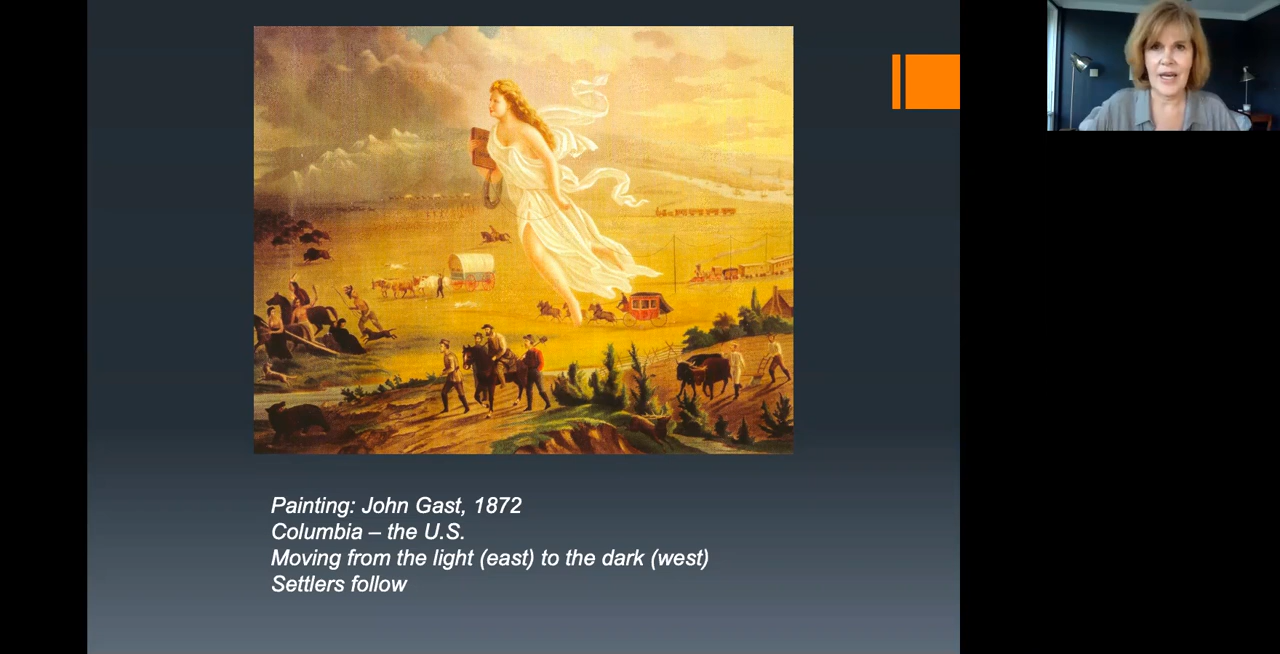 Painting: John Gast, 1872
Columbia – the U.S.
Moving from the light (east) to the dark (west)
Settlers follow